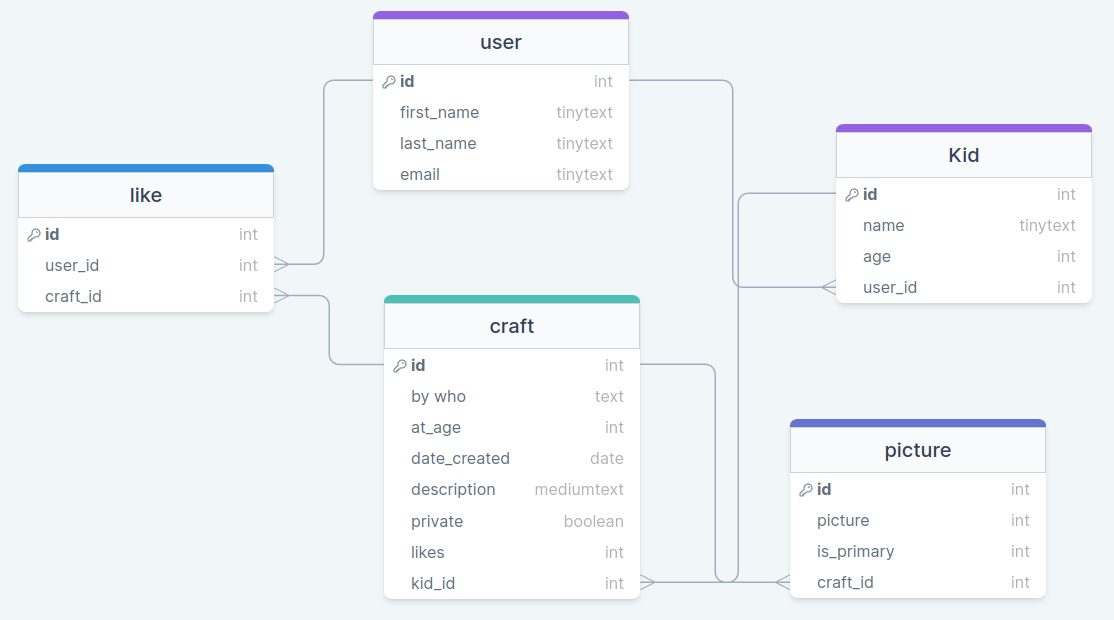 user
id int
first_name tinytext
last_name tinytext
email tinytext
Kid
id int
name tinytext
age int
user_id int
like
id int
user_id int
craft_id int
craft
id int
by who text
at_age int
date_created date
description mediumtext
private boolean
likes int
kid_id int
picture
id int
picture int
is_primary int
craft_id int